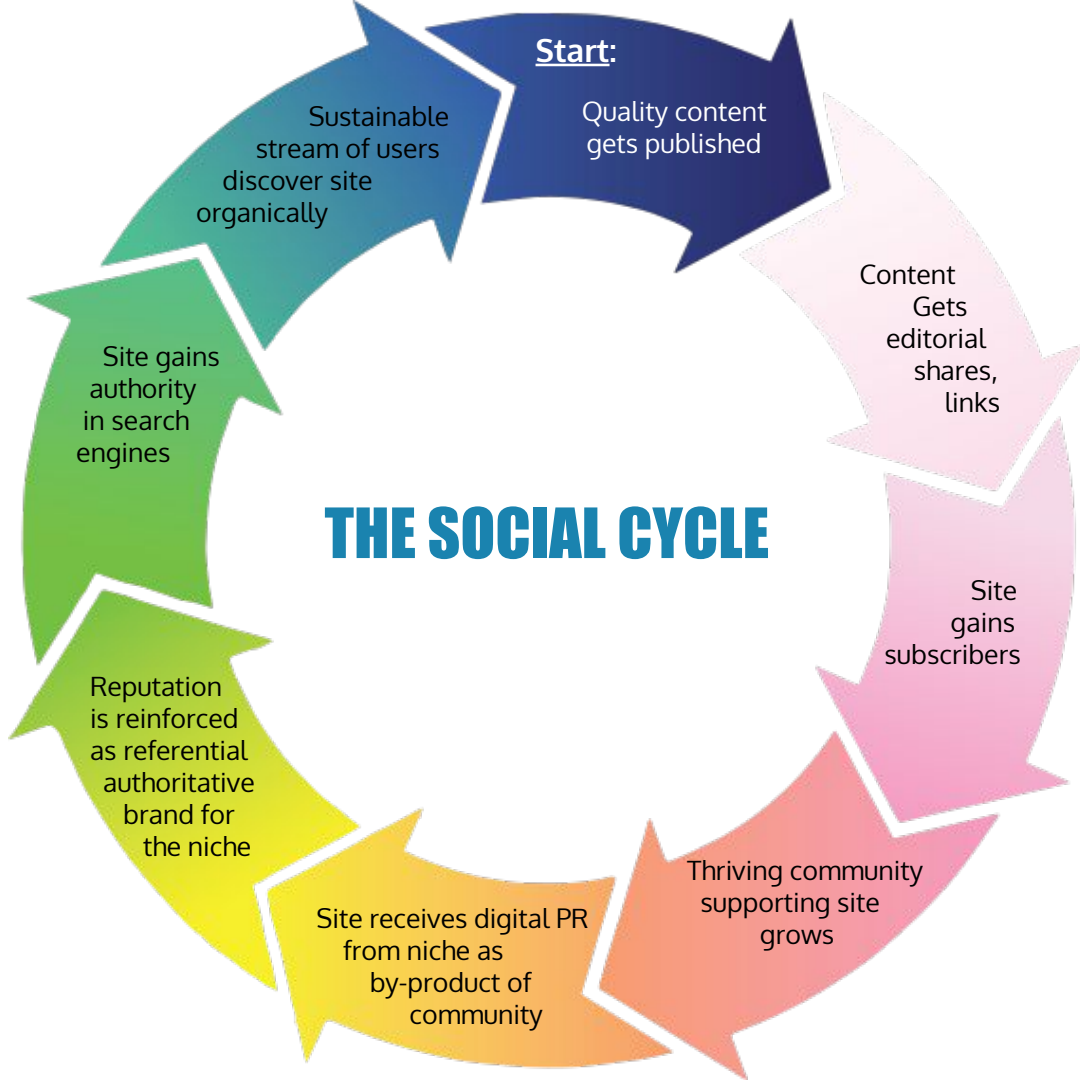 Start:
Quality content
gets published
Content
Gets
editorial
shares,
links
Site
gains
subscribers
Thriving community
supporting site
grows
Site receives digital PR
from niche as
by-product of
community
Reputation
is reinforced
as referential
authoritative
brand for
the niche
Site gains
authority
in search
engines
Sustainable
stream of users
discover site
organically
THE SOCIAL CYCLE